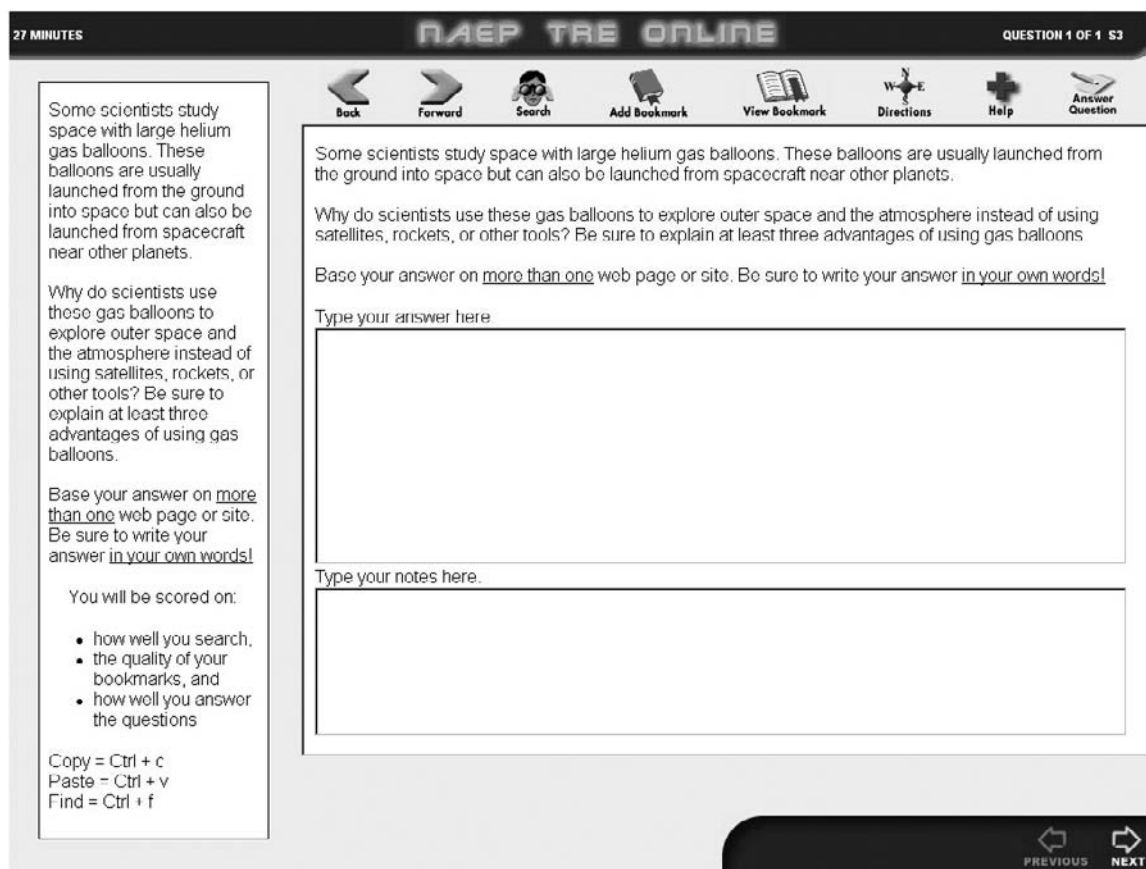 27 MINUTES
NAEP TRE ONLINE
QUESTION 1 OF 1 S3
Back
Forward
Search
Add Bookmark
View Bookmark
N
W E
S
Directions
Help
Answer
Question
Some scientists study
space with large helium
gas balloons. These
balloons are usually
launched from the ground
into space but can also be
launched from spacecraft
near other planets.
Why do scientists use
these gas balloons to
explore outer space and
the atmosphere instead of
using satellites, rockets, or
other tools? Be sure to
explain at least three
advantages of using gas
balloons.
Base your answer on more
than one web page or site.
Be sure to write your
answer in your own words!
You will be scored on:
• how well you search,
• the quality of your
bookmarks, and
• how well you answer
the questions
Copy = Ctrl + c
Paste = Ctrl + v
Find = Ctrl + f
Some scientists study space with large helium gas balloons. These balloons are usually launched from
the ground into space but can also be launched from spacecraft near other planets.
Why do scientists use these gas balloons to explore outer space and the atmosphere instead of using
satellites, rockets, or other tools? Be sure to explain at least three advantages of using gas balloons
Base your answer on more than one web page or site. Be sure to write your answer in your own words!
Type your answer here
Type your notes here.
PREVIOUS
NEXT